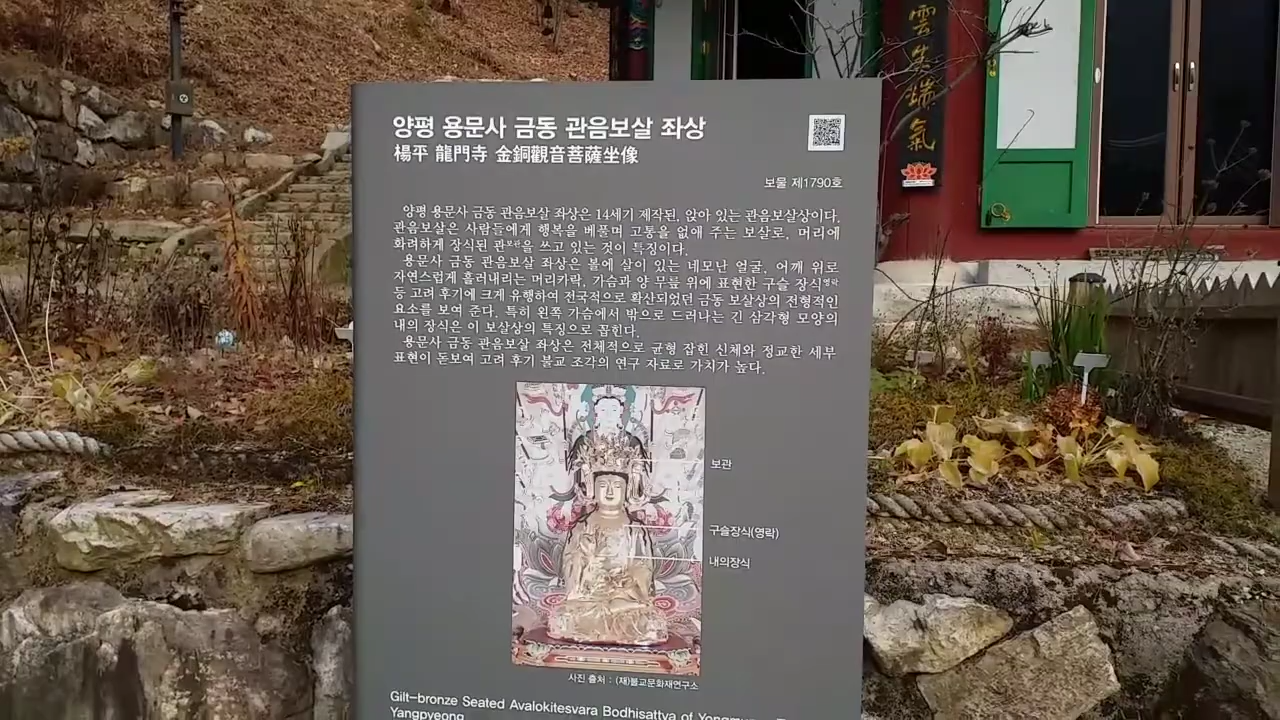 雲集瑞氣
양평 용문사 금동 관음보살 좌상
楊平 龍門寺 金銅觀音菩薩坐像
보물 제1790호
양평 용문사 금동 관음보살 좌상은 14세기 제작된, 앉아 있는 관음보살상이다.
관음보살은 사람들에게 행복을 베풀며 고통을 없애 주는 보살로, 머리에
화려하게 장식된 관보관을 쓰고 있는 것이 특징이다.
용문사 금동 관음보살 좌상은 볼에 살이 있는 네모난 얼굴, 어깨 위로
자연스럽게 흘러내리는 머리카락, 가슴과 양 무릎 위에 표현한 구슬 장식영락
등 고려 후기에 크게 유행하여 전국적으로 확산되었던 금동 보살상의 전형적인
요소를 보여 준다. 특히 왼쪽 가슴에서 밖으로 드러나는 긴 삼각형 모양의
내의 장식은 이 보살상의 특징으로 꼽힌다.
용문사 금동 관음보살 좌상은 전체적으로 균형 잡힌 신체와 정교한 세부
표현이 돋보여 고려 후기 불교 조각의 연구 자료로 가치가 높다.
보관
구슬장식(영락)
내의장식
사진 출처 : (재)불교문화재연구소
Gilt-bronze Seated Avalokitesvara Bodhisattva of
Yangpyeong